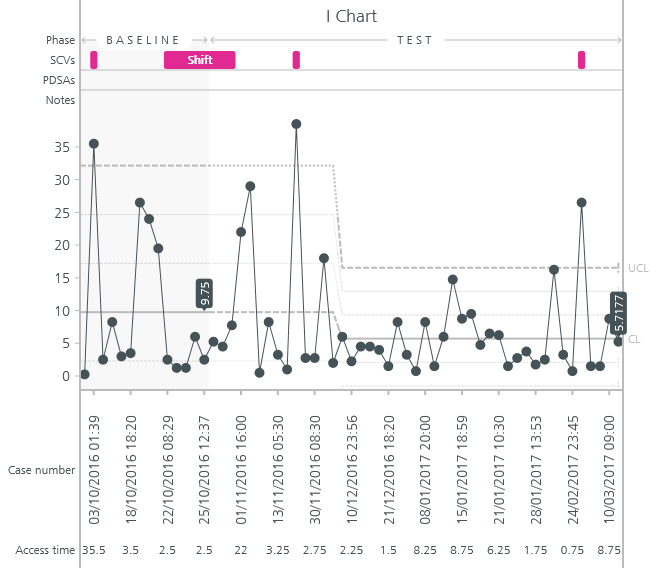 I Chart
Phase BASELINE TEST
SCVs Shift
PDSAs
Notes
35
30
25
20
15
10
5
0
9.75
5.7177
UCL
CL
Case number 03/10/2016 01:39 18/10/2016 18:20 22/10/2016 08:29 25/10/2016 12:37 01/11/2016 16:00 13/11/2016 05:30 30/11/2016 08:30 10/12/2016 23:56 21/12/2016 18:20 08/01/2017 20:00 15/01/2017 18:59 21/01/2017 10:30 28/01/2017 13:53 24/02/2017 23:45 10/03/2017 09:00
Access time 35.5 3.5 2.5 2.5 22 3.25 2.75 2.25 1.5 8.25 8.75 6.25 1.75 0.75 8.75